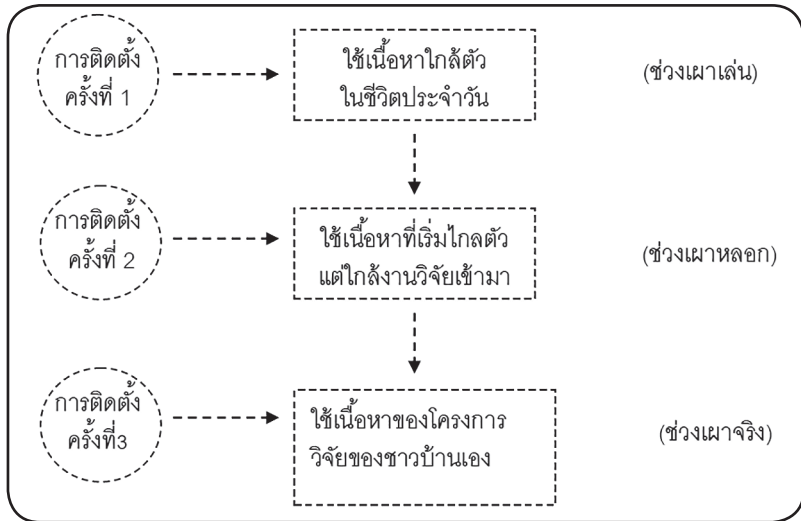 การติดตั้ง
ครั้งที่ 1
ใช้เนื้อหาใกล้ตัว
ในชีวิตประจำวัน
(ช่วงเผาเล่น)
การติดตั้ง
ครั้งที่ 2
ใช้เนื้อหาที่เริ่มไกลตัว
แต่ใกล้งานวิจัยเข้ามา
(ช่วงเผาหลอก)
การติดตั้ง
ครั้งที่3
ใช้เนื้อหาของโครงการ
วิจัยของชาวบ้านเอง
(ช่วงเผาจริง)